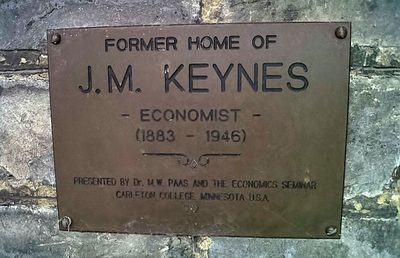 FORMER HOME OF
J.M. KEYNES
- ECONOMIST -
(1883 - 1946)
PRESENTED BY Dr. M.W. PAAS AND THE ECONOMICS SEMINAR
CARLETON COLLEGE, MINNESOTA U.S.A.